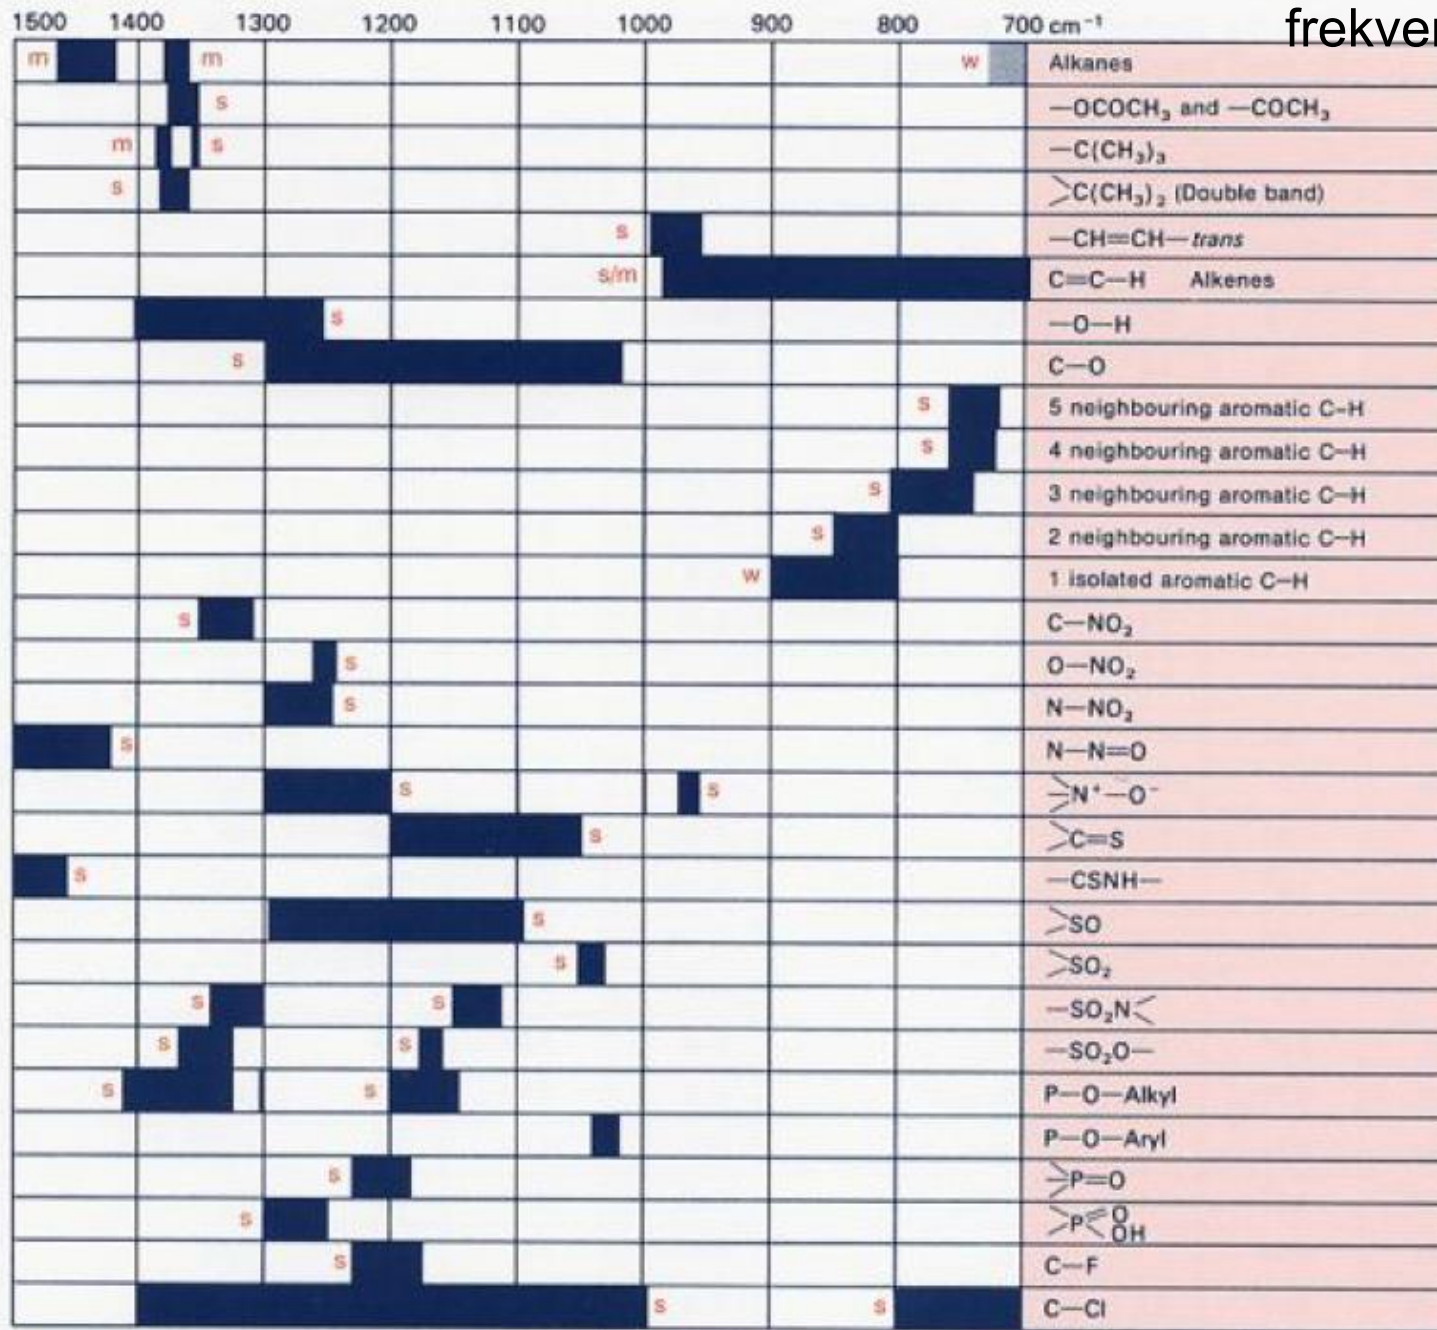 1500 1400 1300 1200 1100 1000 900 800 700 cm⁻¹
frekver
m m w Alkanes
s —OCOCH₃ and —COCH₃
m s —C(CH₃)₃
s >C(CH₃)₂ (Double band)
s —CH=CH—trans
s/m C=C—H Alkenes
s —O—H
s C—O
s 5 neighbouring aromatic C–H
s 4 neighbouring aromatic C—H
s 3 neighbouring aromatic C—H
s 2 neighbouring aromatic C—H
w 1 isolated aromatic C—H
s C—NO₂
s O—NO₂
s N—NO₂
s N—N=O
s s N⁺—O⁻
s >C=S
s —CSNH—
s >SO
s >SO₂
s s —SO₂N<
s s —SO₂O—
s s P—O—Alkyl
P—O—Aryl
s P=O
s P O OH
s C—F
s s C—Cl